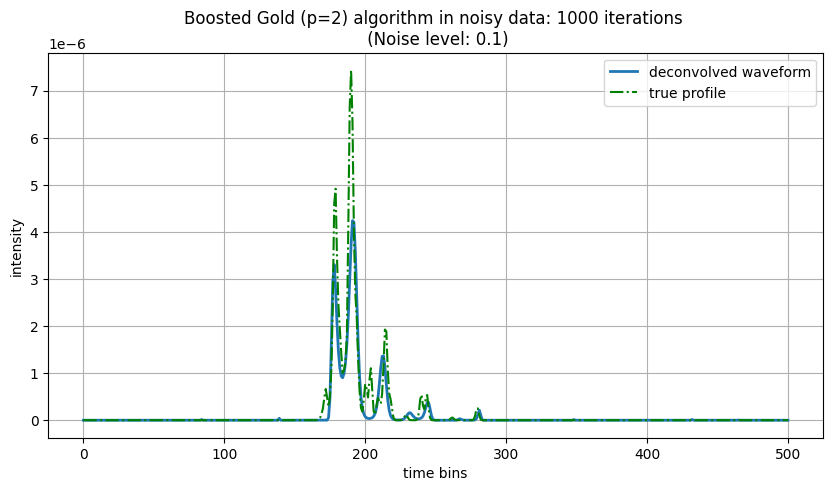 Boosted Gold (p=2) algorithm in noisy data: 1000 iterations
(Noise level: 0.1)
1e−6
deconvolved waveform
true profile
7
6
5
4
3
2
1
0
intensity
0 100 200 300 400 500
time bins